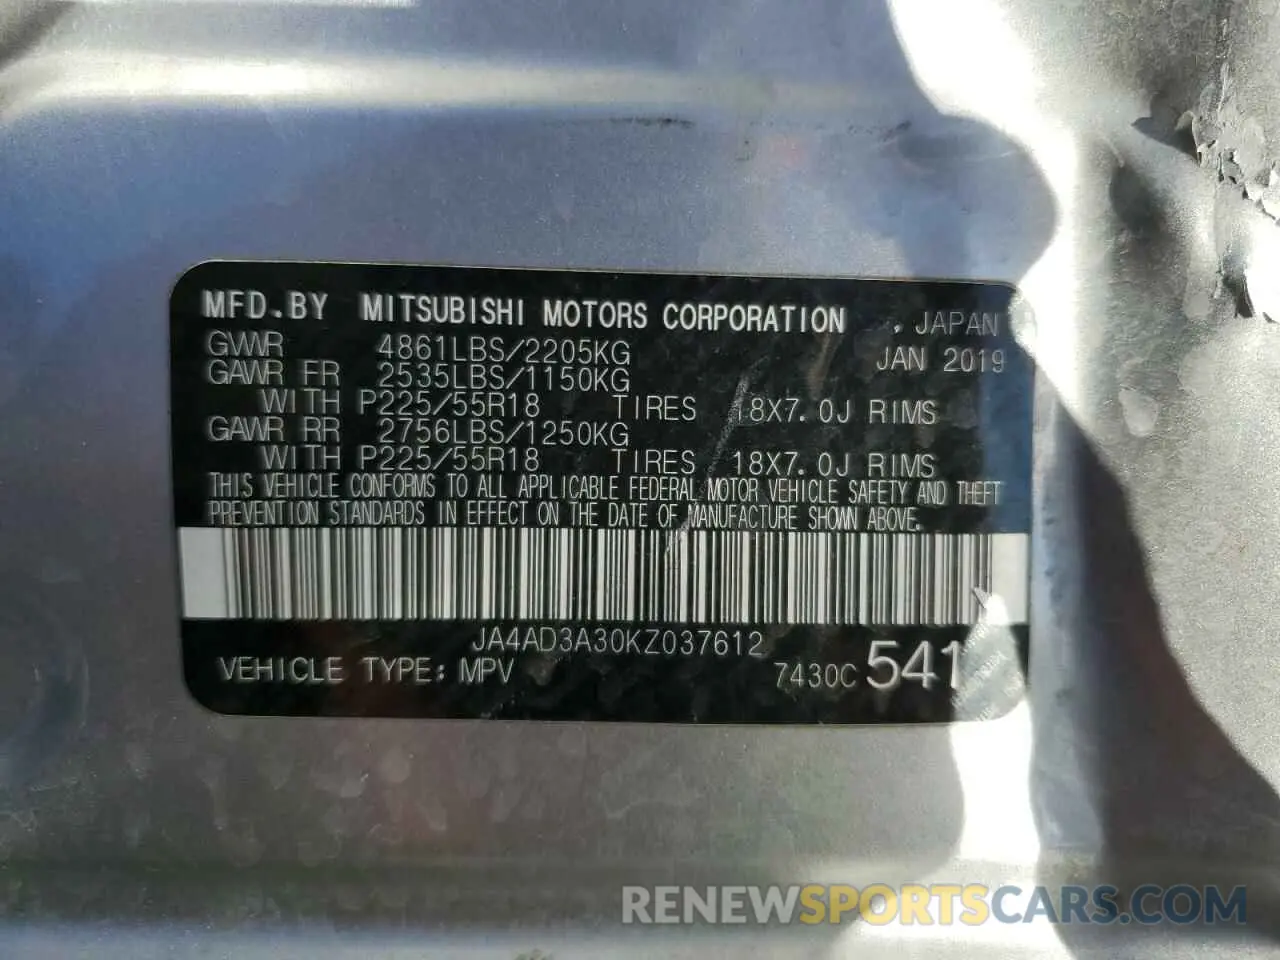 MFD.BY MITSUBISHI MOTORS CORPORATION , JAPAN
GWWR 4861LBS/2205KG JAN 2019
GAWR FR 2535LBS/1150KG
WITH P225/55R18 TIRES 18X7.0J RIMS
GAWR RR 2756LBS/1250KG
WITH P225/55R18 TIRES 18X7.0J RIMS
THIS VEHICLE CONFORMS TO ALL APPLICABLE FEDERAL MOTOR VEHICLE SAFETY AND THEFT
PREVENTION STANDARDS IN EFFECT ON THE DATE OF MANUFACTURE SHOWN ABOVE.
JA4AD3A30KZ037612
VEHICLE TYPE: MPV 7430C 541
RENEWSPORTSCARS.COM